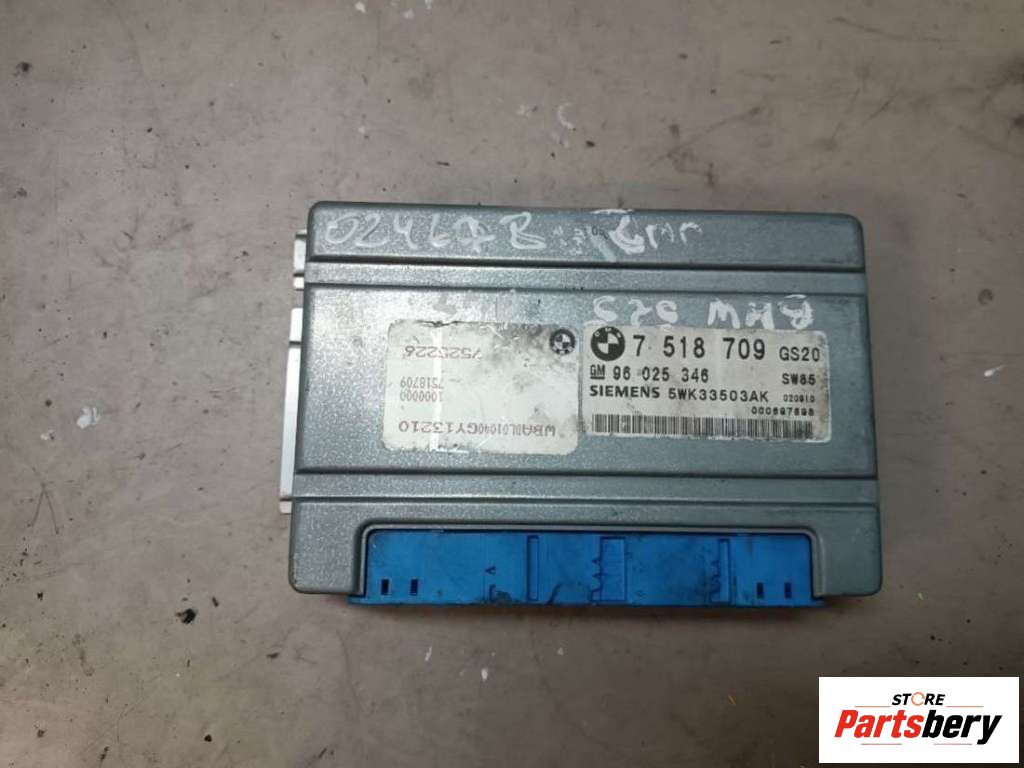 02467B
BMW 525
7 518 709 GS20
GM 96 025 346 SW85
SIEMENS 5WK33503AK 020910
000697898
7525226
7518709
1000000
WBADL01040GY13210
STORE
Partsbery